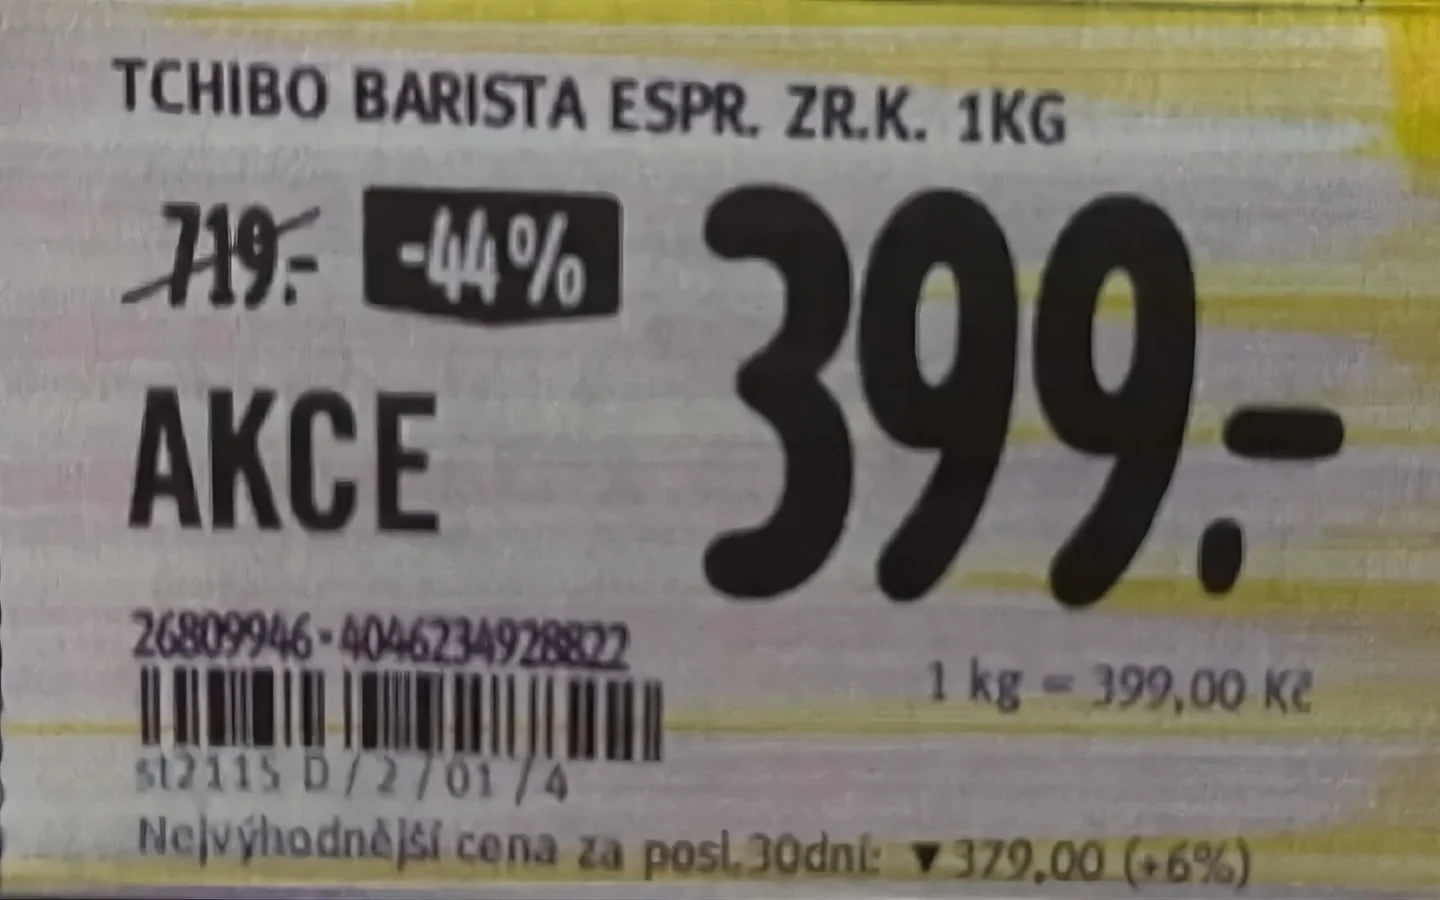 TCHIBO BARISTA ESPR. ZR.K. 1KG
719.- -44% 399.-
AKCE
26809946-4046234928822
1 kg = 399,00 Kč
st2115 D / 2 / 01 / 4
Nejvýhodnější cena za posl.30dní: ▼379,00 (+6%)